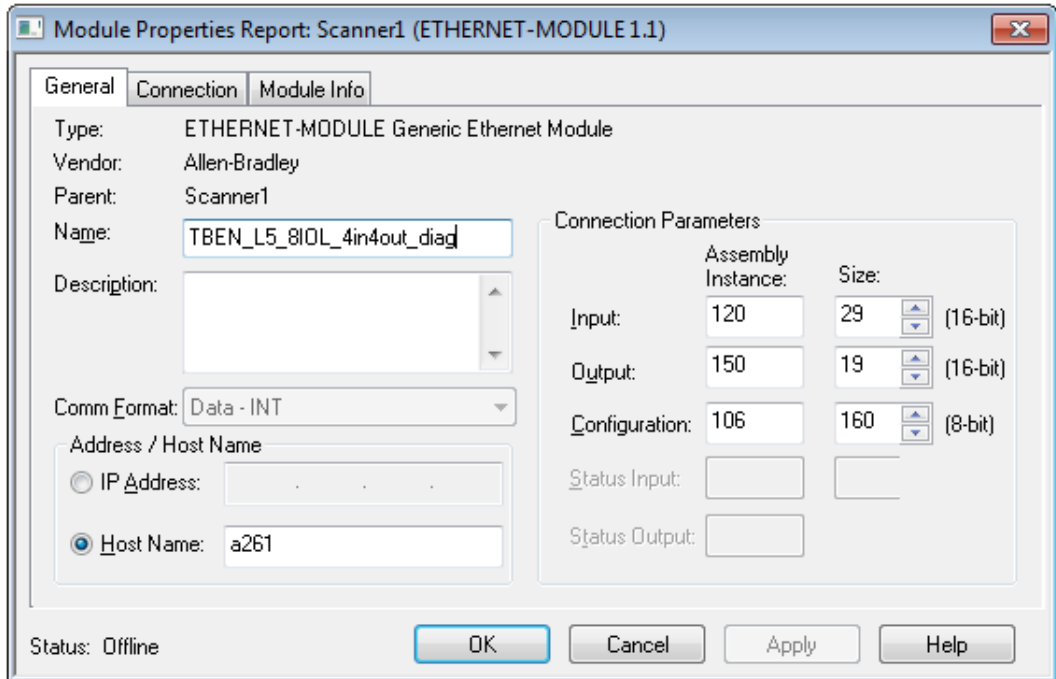 Module Properties Report: Scanner1 (ETHERNET-MODULE 1.1)
General Connection Module Info
Type: ETHERNET-MODULE Generic Ethernet Module
Vendor: Allen-Bradley
Parent: Scanner1
Name: TBEN_L5_8IOL_4in4out_diag
Description:
Comm Format: Data - INT
Address / Host Name
IP Address: . . .
Host Name: a261
Connection Parameters
Assembly
Instance: Size:
Input: 120 29 (16-bit)
Output: 150 19 (16-bit)
Configuration: 106 160 (8-bit)
Status Input:
Status Output:
Status: Offline OK Cancel Apply Help